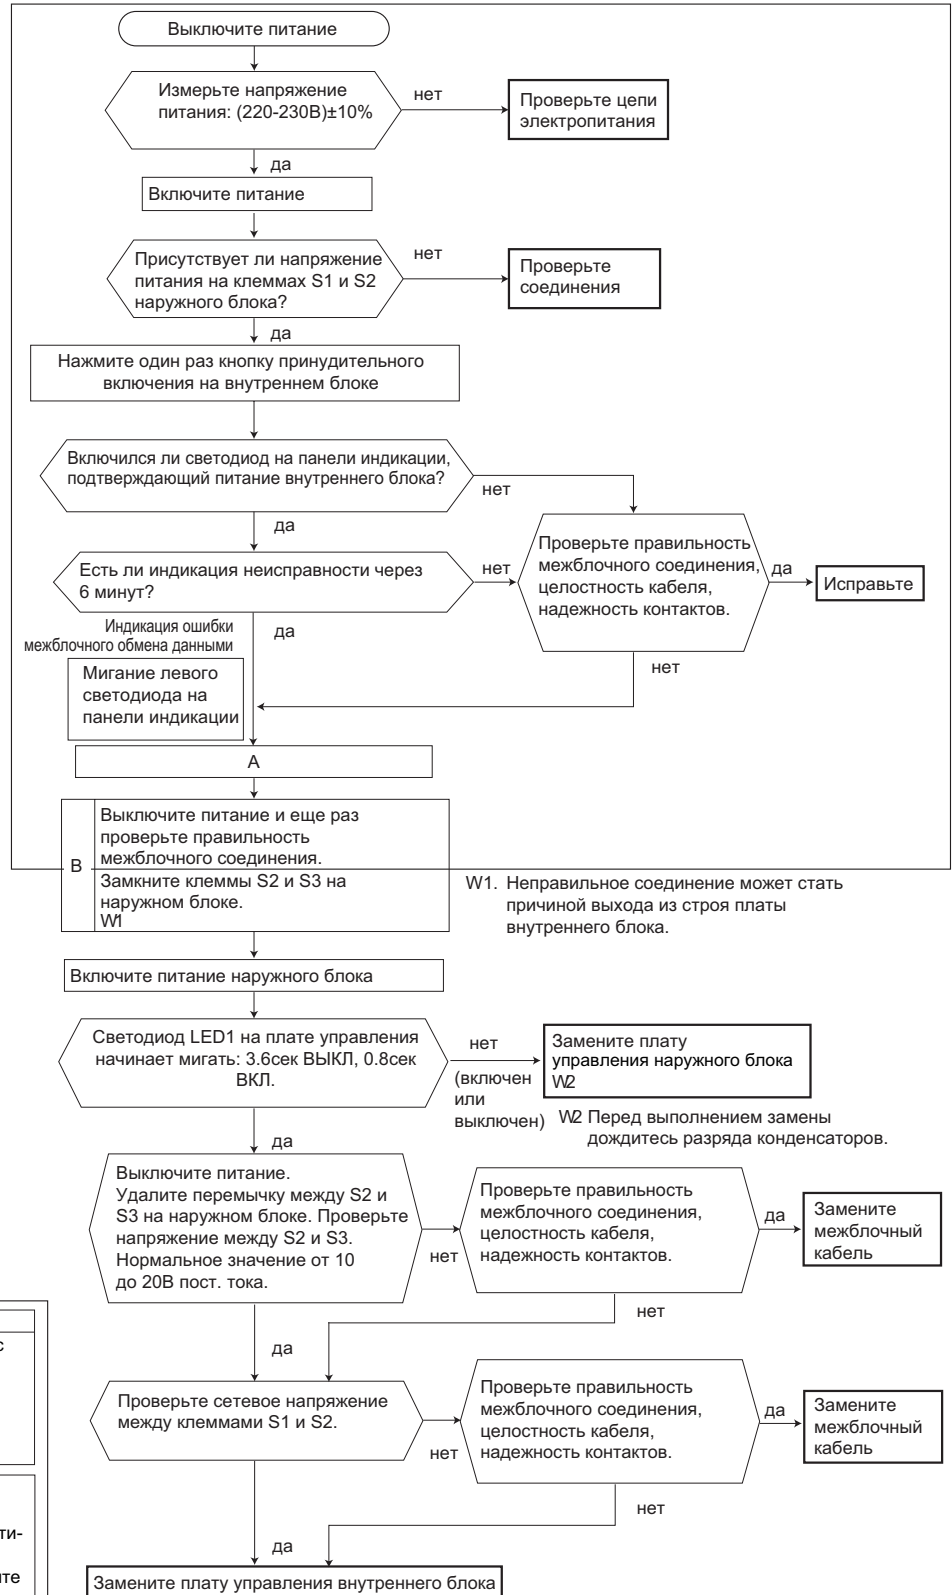 Выключите питание
Измерьте напряжение
питания: (220-230В)±10%
нет
Проверьте цепи
электропитания
да
Включите питание
Присутствует ли напряжение
питания на клеммах S1 и S2
наружного блока?
нет
Проверьте
соединения
да
Нажмите один раз кнопку принудительного
включения на внутреннем блоке
Включился ли светодиод на панели индикации,
подтверждающий питание внутреннего блока?
нет
да
Есть ли индикация неисправности через
6 минут?
нет
Проверьте правильность
межблочного соединения,
целостность кабеля,
надежность контактов.
да
Исправьте
Индикация ошибки
межблочного обмена данными
да
нет
Мигание левого
светодиода на
панели индикации
А
В
Выключите питание и еще раз
проверьте правильность
межблочного соединения.
Замкните клеммы S2 и S3 на
наружном блоке.
W1
W1. Неправильное соединение может стать
причиной выхода из строя платы
внутреннего блока.
Включите питание наружного блока
Светодиод LED1 на плате управления
начинает мигать: 3.6сек ВЫКЛ, 0.8сек
ВКЛ.
нет
(включен
или
выключен)
Замените плату
управления наружного блока
W2
W2 Перед выполнением замены
дождитесь разряда конденсаторов.
да
Выключите питание.
Удалите перемычку между S2 и
S3 на наружном блоке. Проверьте
напряжение между S2 и S3.
Нормальное значение от 10
до 20В пост. тока.
нет
Проверьте правильность
межблочного соединения,
целостность кабеля,
надежность контактов.
да
Замените
межблочный
кабель
нет
да
Проверьте сетевое напряжение
между клеммами S1 и S2.
нет
Проверьте правильность
межблочного соединения,
целостность кабеля,
надежность контактов.
да
Замените
межблочный
кабель
нет
да
Замените плату управления внутреннего блока
с
ти-
те